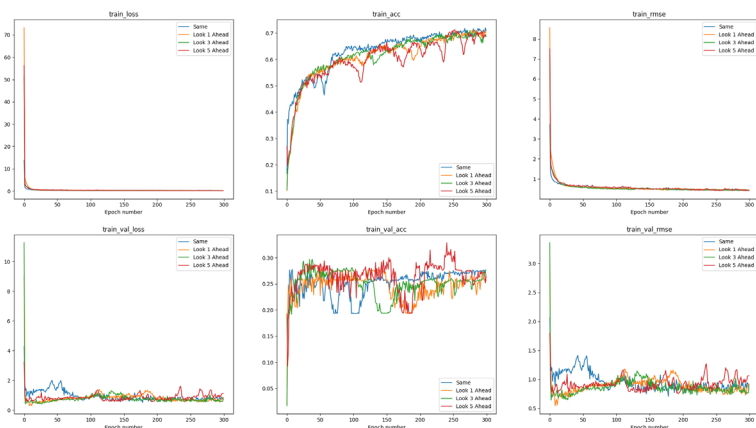 train_loss
70
60
50
40
30
20
10
0
0 50 100 150 200 250 300
Epoch number
Same
Look 1 Ahead
Look 3 Ahead
Look 5 Ahead
train_acc
0.7
0.6
0.5
0.4
0.3
0.2
0.1
0 50 100 150 200 250 300
Epoch number
Same
Look 1 Ahead
Look 3 Ahead
Look 5 Ahead
train_rmse
8
7
6
5
4
3
2
1
0 50 100 150 200 250 300
Epoch number
Same
Look 1 Ahead
Look 3 Ahead
Look 5 Ahead
train_val_loss
10
8
6
4
2
0
0 50 100 150 200 250 300
Epoch number
Same
Look 1 Ahead
Look 3 Ahead
Look 5 Ahead
train_val_acc
0.30
0.25
0.20
0.15
0.10
0.05
0 50 100 150 200 250 300
Epoch number
Same
Look 1 Ahead
Look 3 Ahead
Look 5 Ahead
train_val_rmse
3.0
2.5
2.0
1.5
1.0
0.5
0 50 100 150 200 250 300
Epoch number
Same
Look 1 Ahead
Look 3 Ahead
Look 5 Ahead